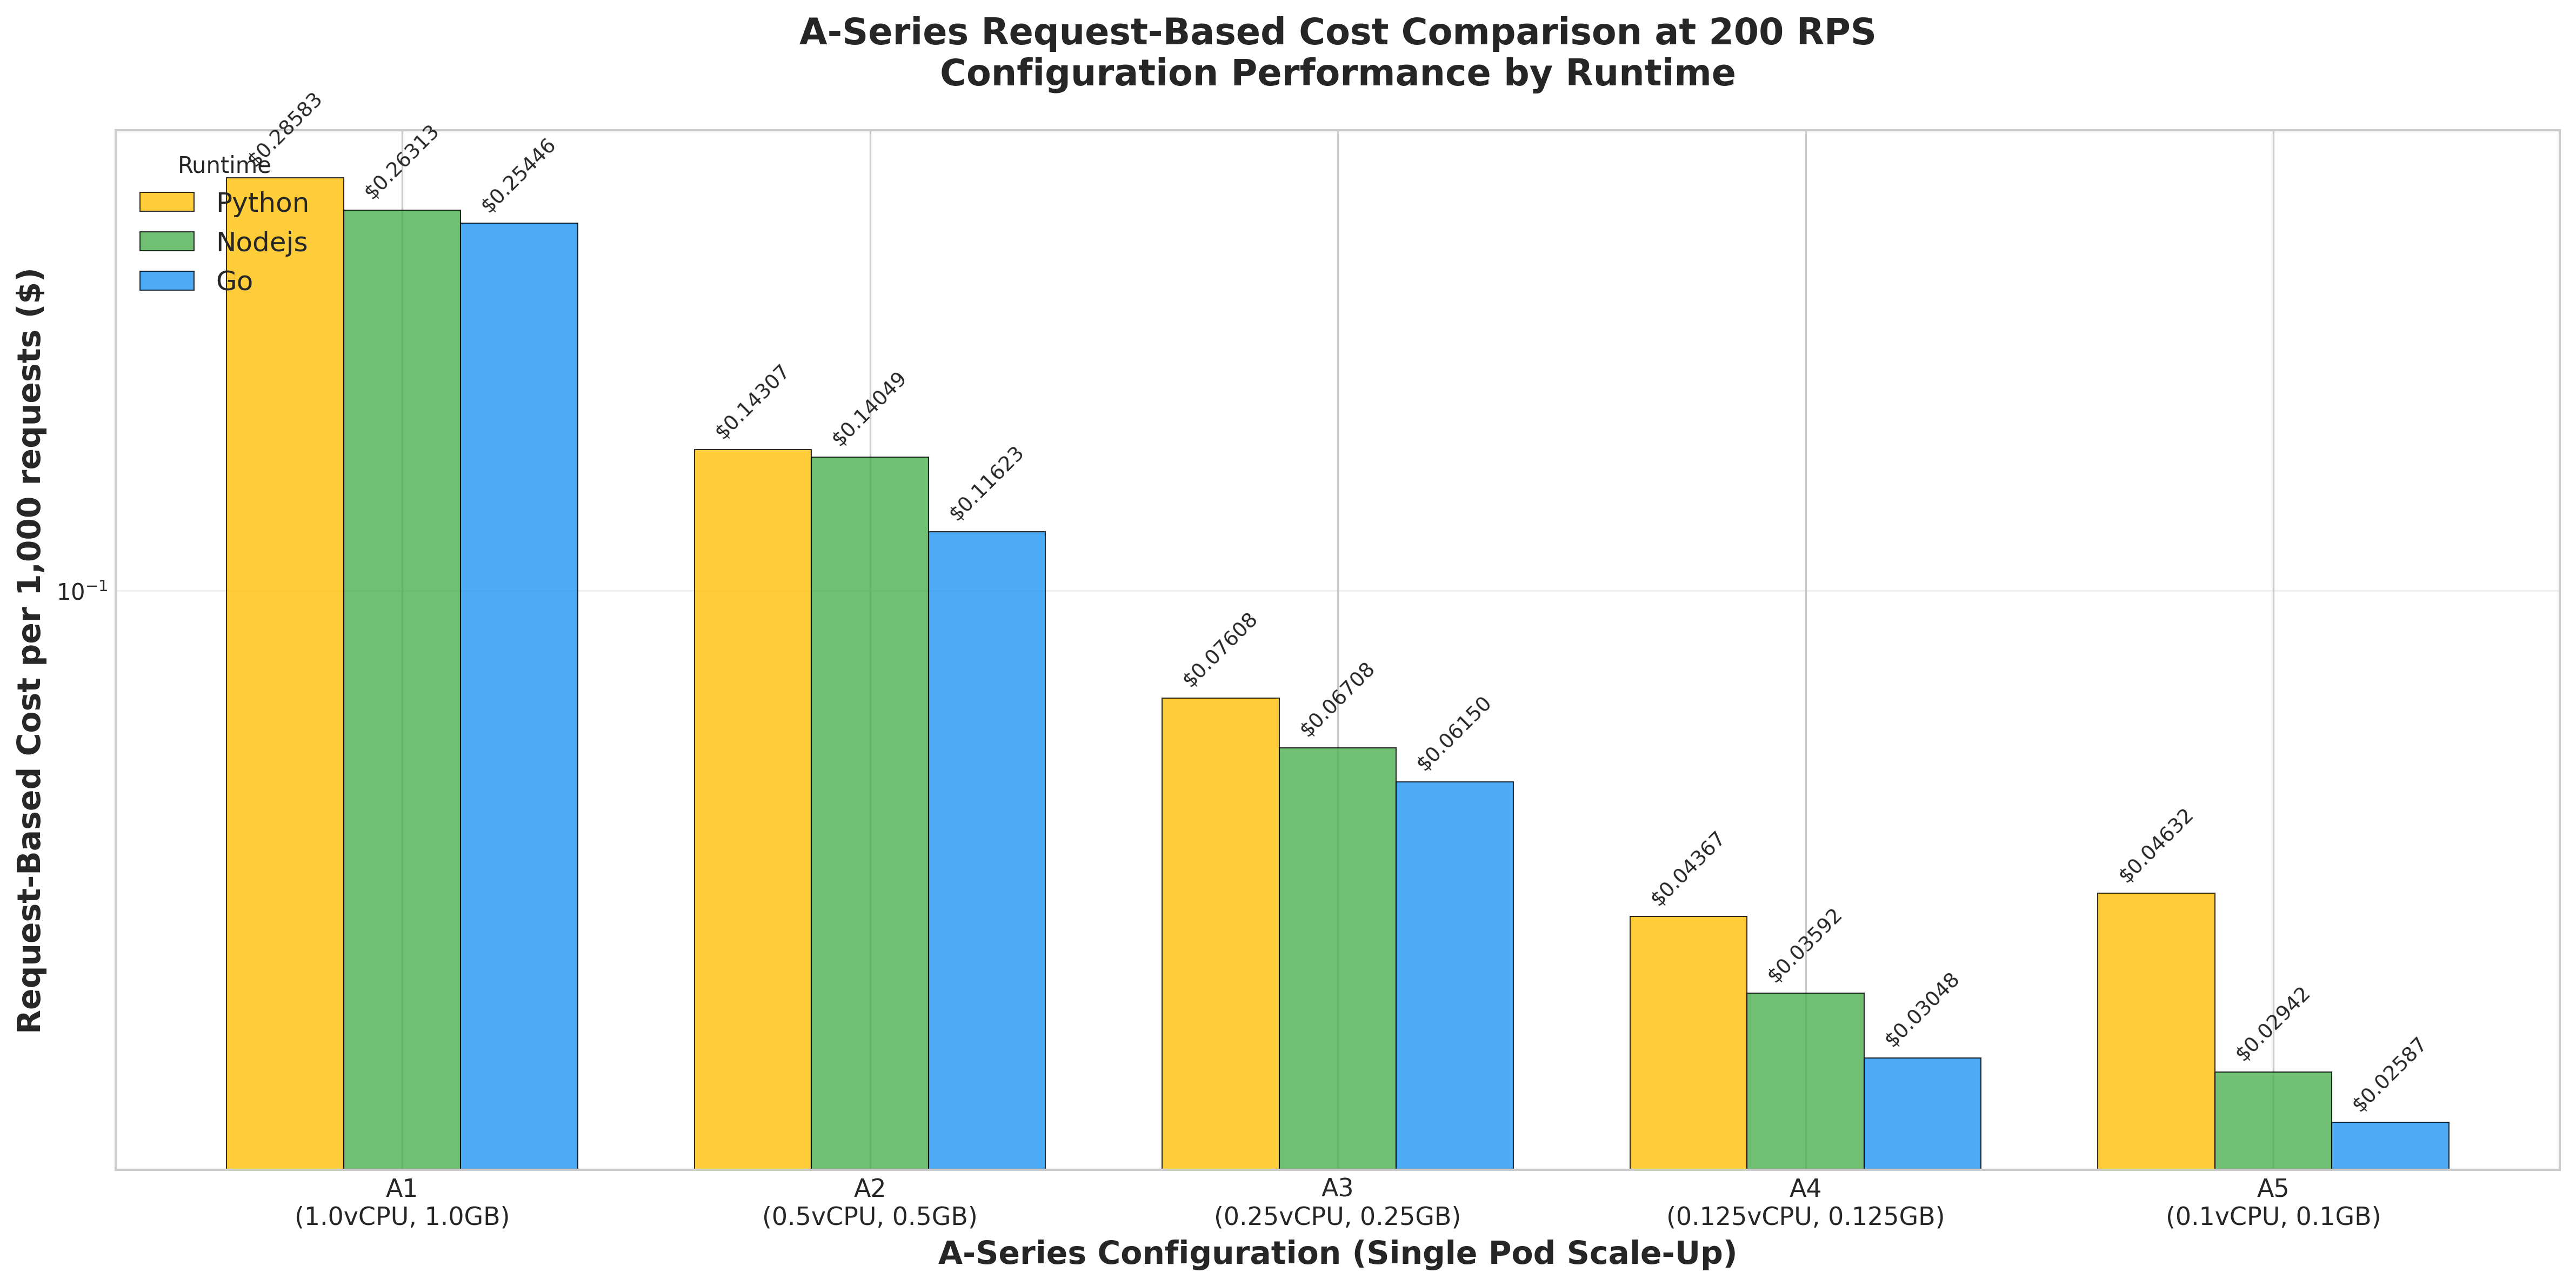 A-Series Request-Based Cost Comparison at 200 RPS
Configuration Performance by Runtime
Request-Based Cost per 1,000 requests ($)
10⁻¹
Runtime
Python
Nodejs
Go
$0.28583
$0.26313
$0.25446
$0.14307
$0.14049
$0.11623
$0.07608
$0.06708
$0.06150
$0.04367
$0.03592
$0.03048
$0.04632
$0.02942
$0.02587
A1
(1.0vCPU, 1.0GB)
A2
(0.5vCPU, 0.5GB)
A3
(0.25vCPU, 0.25GB)
A4
(0.125vCPU, 0.125GB)
A5
(0.1vCPU, 0.1GB)
A-Series Configuration (Single Pod Scale-Up)